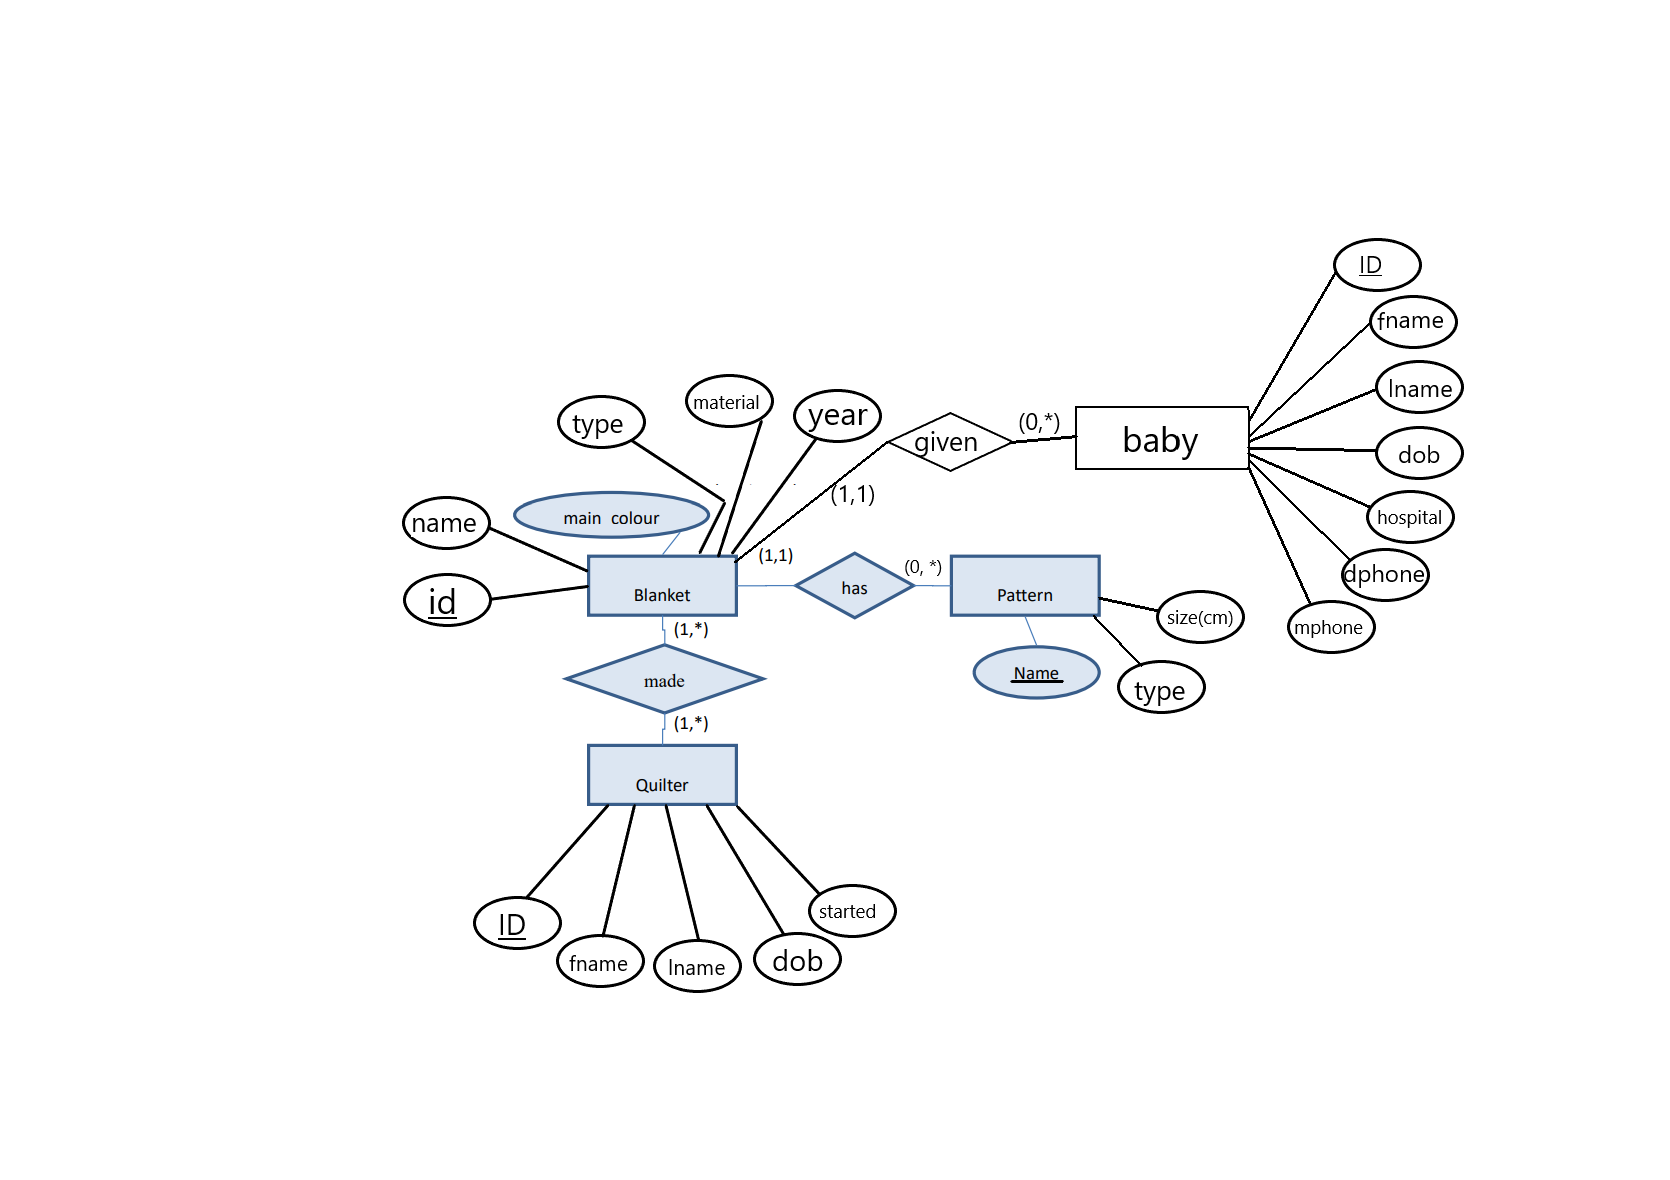 ID
fname
lname
dob
hospital
dphone
mphone
baby
(0,*)
given
(1,1)
type
material
year
main colour
name
id
Blanket
(1,1)
has
(0, *)
Pattern
size(cm)
type
Name
(1,*)
made
(1,*)
Quilter
ID
fname
lname
dob
started